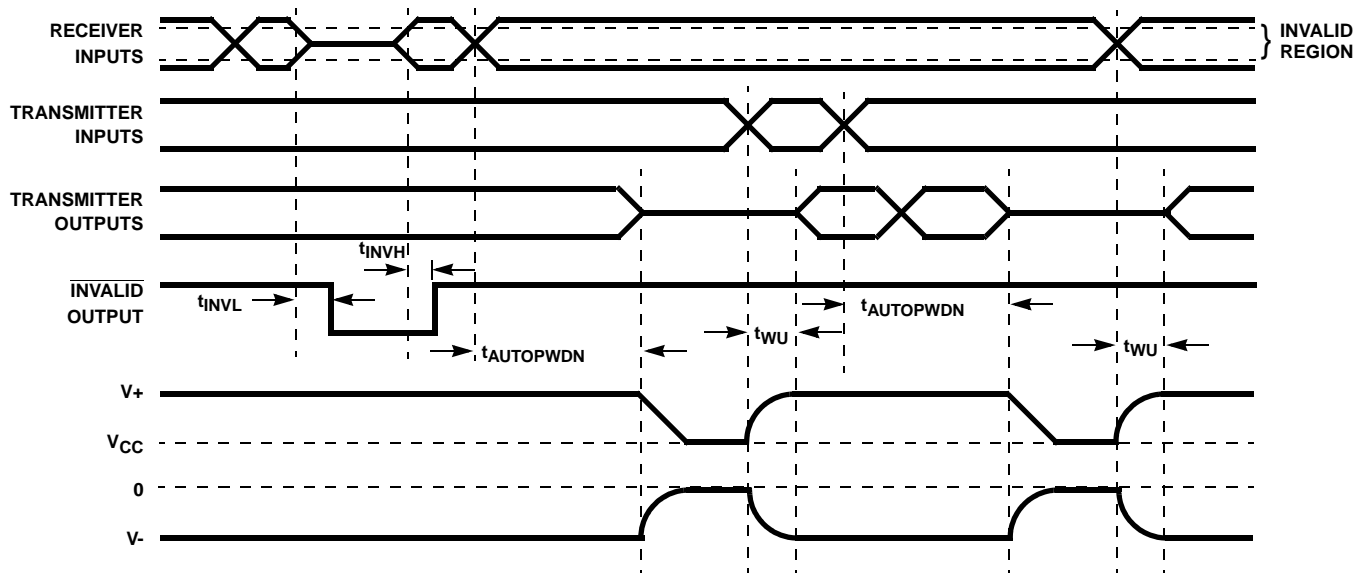 RECEIVER
INPUTS
} INVALID
REGION
TRANSMITTER
INPUTS
TRANSMITTER
OUTPUTS
tINVH
INVALID
OUTPUT
tINVL
tAUTOPWDN
tWU
tAUTOPWDN
tWU
V+
VCC
0
V-